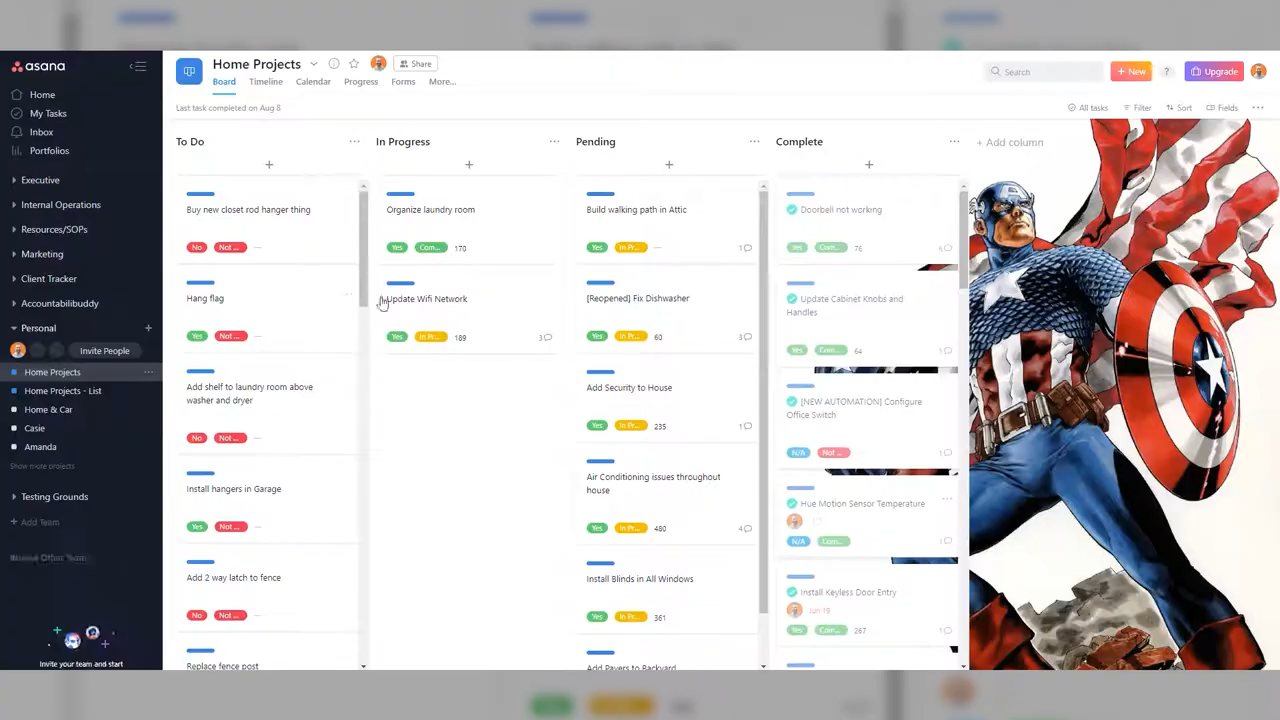 asana
Home
My Tasks
Inbox
Portfolios
Executive
Internal Operations
Resources/SOPs
Marketing
Client Tracker
Accountabilibuddy
Personal
Invite People
Home Projects
Home Projects - List
Home & Car
Casie
Amanda
Show more projects
Testing Grounds
+ Add Team
Invite your team and start
Home Projects
Share
Board Timeline Calendar Progress Forms More...
Search
+ New
?
Upgrade
Last task completed on Aug 8
All tasks Filter Sort Fields
To Do
+
Buy new closet rod hanger thing
No Not ... —
Hang flag
Yes Not ... —
Add shelf to laundry room above
washer and dryer
No Not ... —
Install hangers in Garage
Yes Not ... —
Add 2 way latch to fence
No Not ... —
Replace fence post
In Progress
+
Organize laundry room
Yes Com... 170
Update Wifi Network
Yes In Pr... 189 3
Pending
+
Build walking path in Attic
Yes In Pr... — 1
[Reopened] Fix Dishwasher
Yes In Pr... 60 3
Add Security to House
Yes In Pr... 235 1
Air Conditioning issues throughout
house
Yes In Pr... 480 4
Install Blinds in All Windows
Yes In Pr... 361
Add Pavers to Backyard
Complete
+
Doorbell not working
Yes Com... 76 6
Update Cabinet Knobs and
Handles
Yes Com... 64 1
[NEW AUTOMATION] Configure
Office Switch
N/A Not ... 1
Hue Motion Sensor Temperature
N/A Com... 1
Install Keyless Door Entry
Jun 19
Yes Com... 267 1
+ Add column